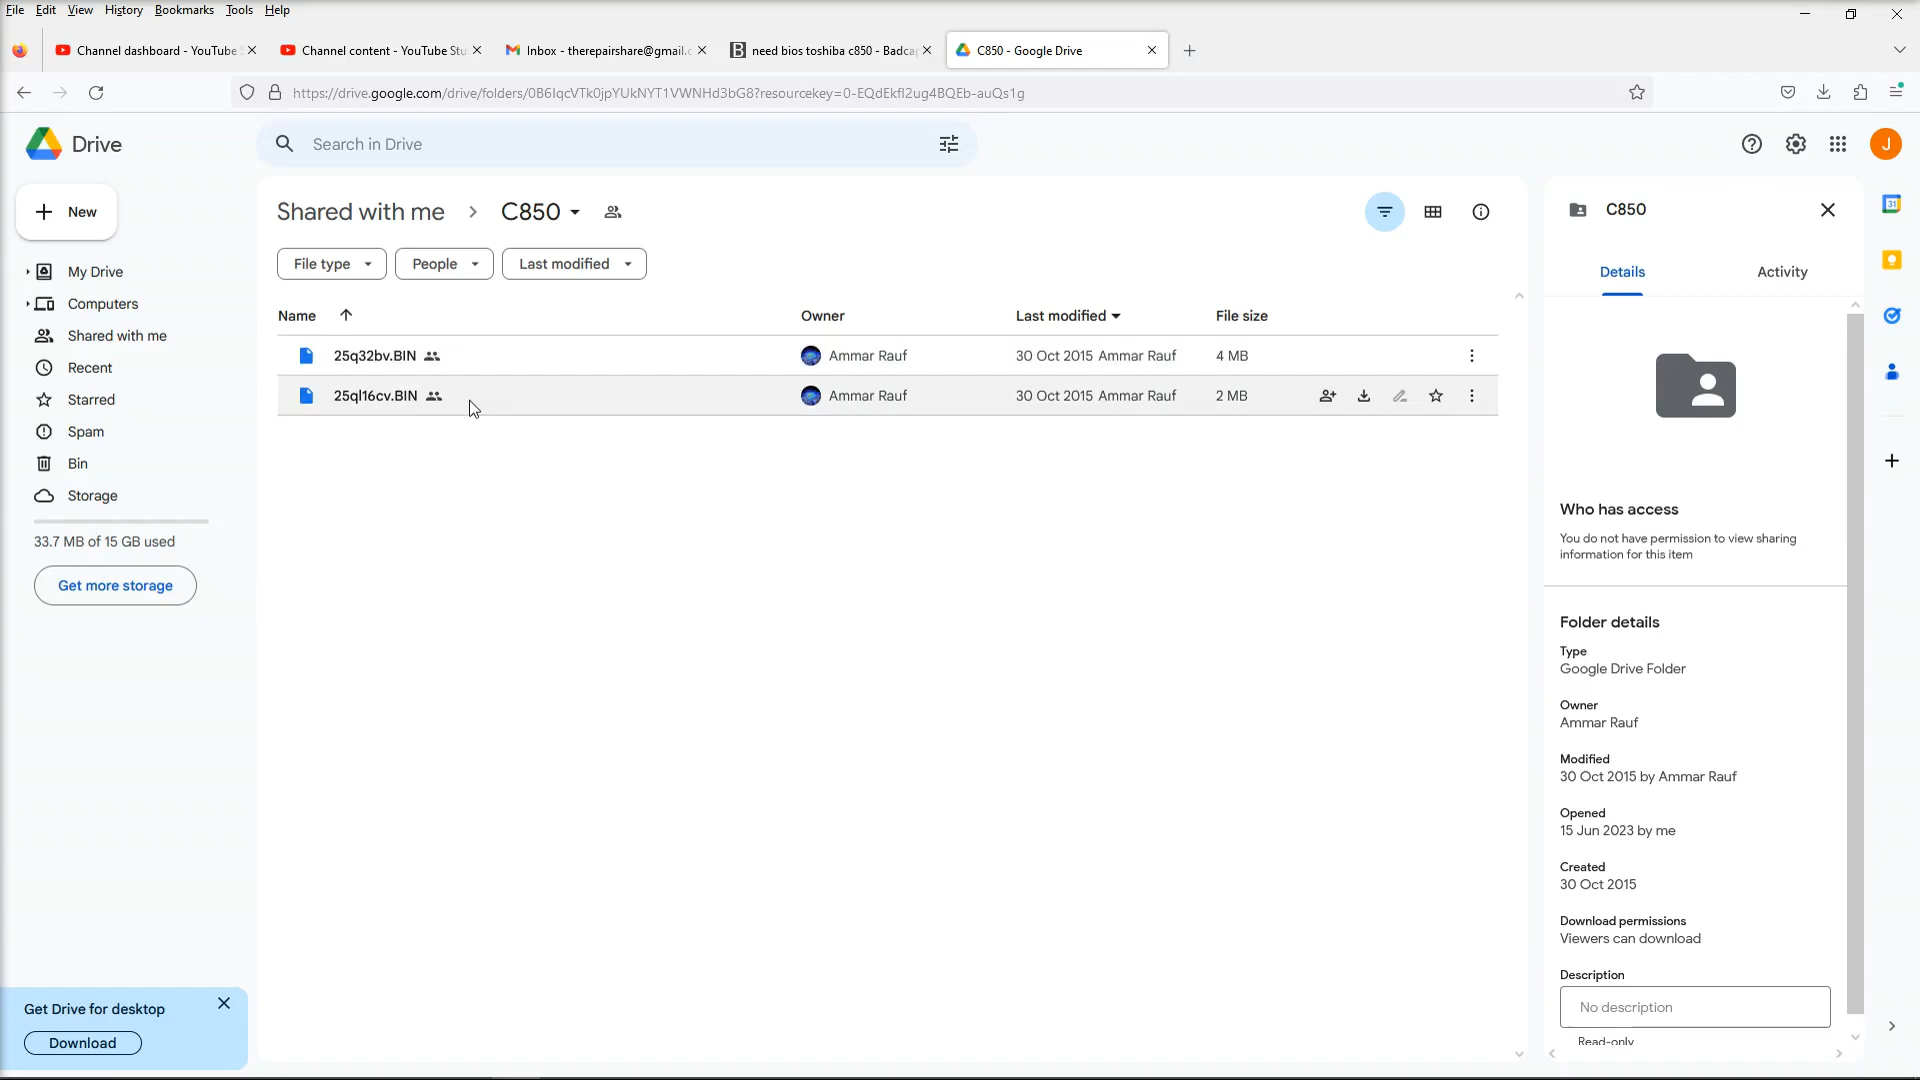 File Edit View History Bookmarks Tools Help
Channel dashboard - YouTube S
Channel content - YouTube Stu
Inbox - therepairshare@gmail.c
need bios toshiba c850 - Badcap
C850 - Google Drive
https://drive.google.com/drive/folders/0B6IqcVTk0jpYUkNYT1VWNHd3bG8?resourcekey=0-EQdEkfI2ug4BQEb-auQs1g
Drive
Search in Drive
J
New
My Drive
Computers
Shared with me
Recent
Starred
Spam
Bin
Storage
33.7 MB of 15 GB used
Get more storage
Get Drive for desktop
Download
Shared with me > C850
File type
People
Last modified
Name Owner Last modified File size
25q32bv.BIN Ammar Rauf 30 Oct 2015 Ammar Rauf 4 MB
25ql16cv.BIN Ammar Rauf 30 Oct 2015 Ammar Rauf 2 MB
C850
Details Activity
Who has access
You do not have permission to view sharing
information for this item
Folder details
Type
Google Drive Folder
Owner
Ammar Rauf
Modified
30 Oct 2015 by Ammar Rauf
Opened
15 Jun 2023 by me
Created
30 Oct 2015
Download permissions
Viewers can download
Description
No description
Read-only
31